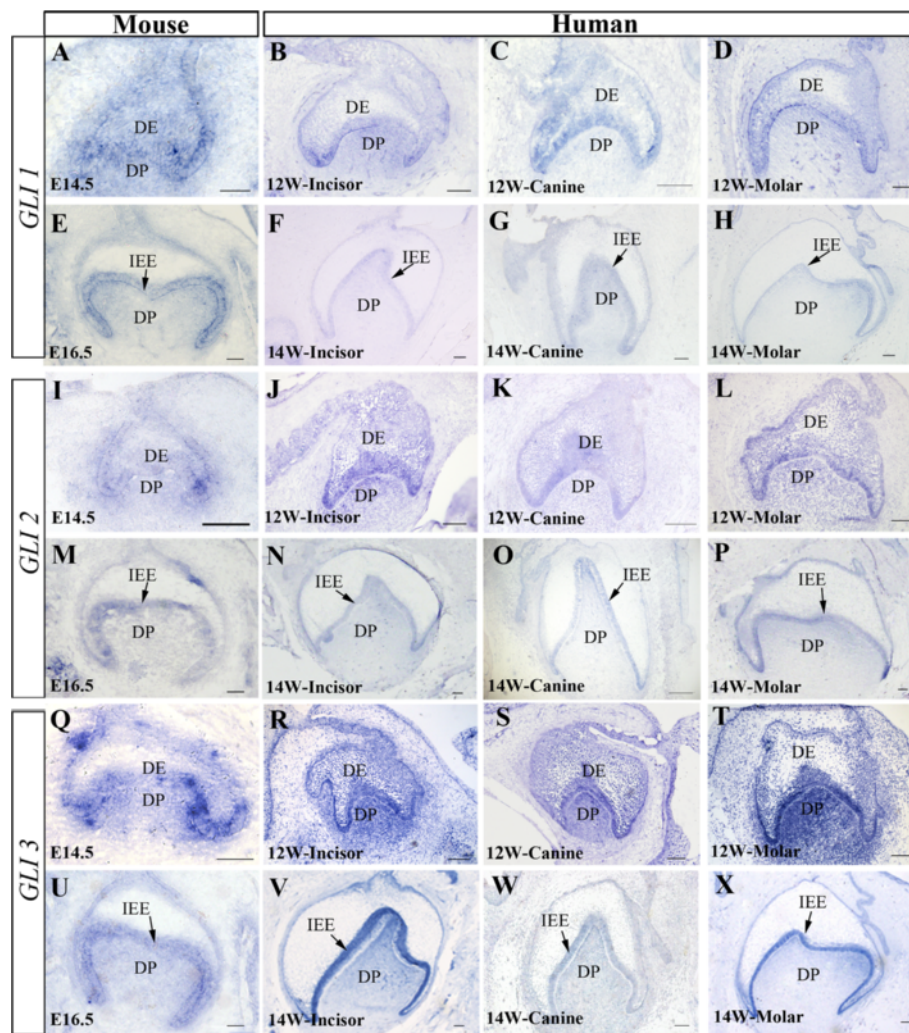 Mouse Human
GLI 1
A B C D
DE DE DE DE
DP DP DP DP
E14.5 12W-Incisor 12W-Canine 12W-Molar
E F G H
IEE IEE IEE IEE
DP DP DP DP
E16.5 14W-Incisor 14W-Canine 14W-Molar
GLI 2
I J K L
DE DE DE DE
DP DP DP DP
E14.5 12W-Incisor 12W-Canine 12W-Molar
M N O P
IEE IEE IEE IEE
DP DP DP DP
E16.5 14W-Incisor 14W-Canine 14W-Molar
GLI 3
Q R S T
DE DE DE DE
DP DP DP DP
E14.5 12W-Incisor 12W-Canine 12W-Molar
U V W X
IEE IEE IEE IEE
DP DP DP DP
E16.5 14W-Incisor 14W-Canine 14W-Molar